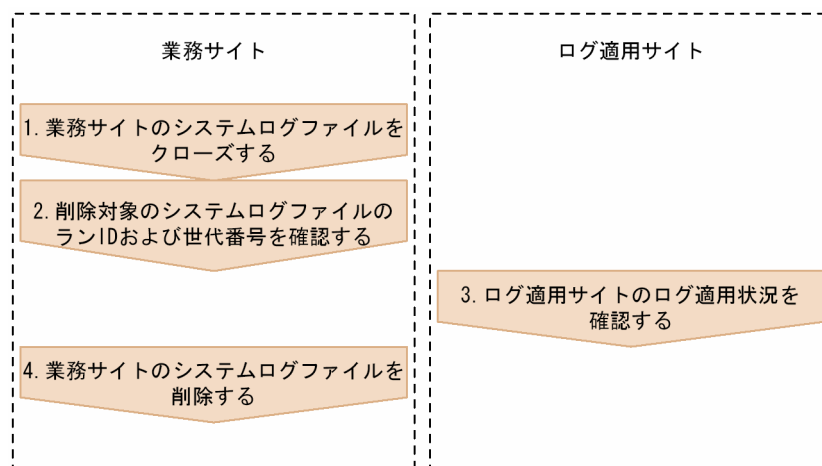 業務サイト
ログ適用サイト
1.業務サイトのシステムログファイルを
クローズする
2.削除対象のシステムログファイルの
ランIDおよび世代番号を確認する
3.ログ適用サイトのログ適用状況を
確認する
4.業務サイトのシステムログファイルを
削除する